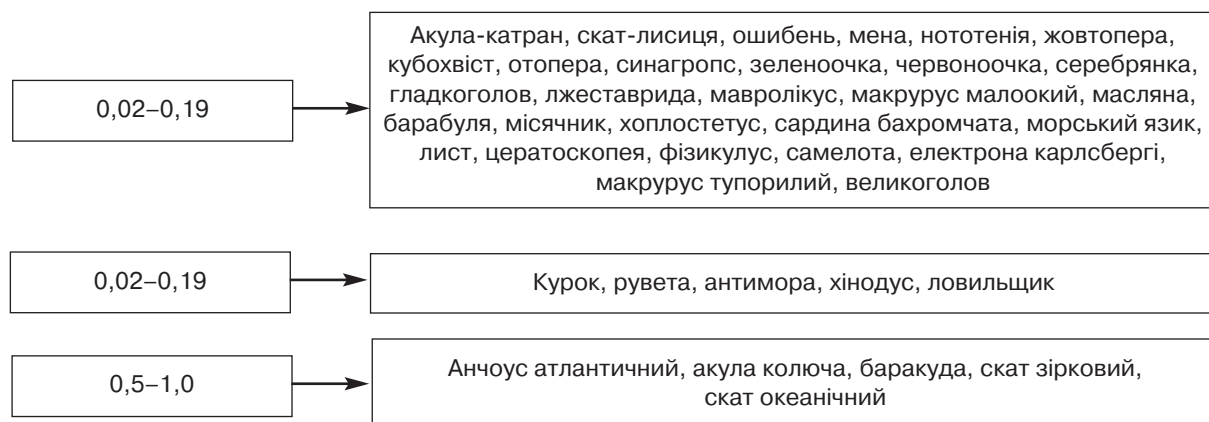 0,02–0,19
Акула-катран, скат-лисиця, ошибень, мена, нототенія, жовтопера,
кубохвіст, отопера, синагропс, зеленоочка, червоноочка, серебрянка,
гладкоголов, лжеставрида, мавролікус, макрурус малоокий, масляна,
барабуля, місячник, хоплостетус, сардина бахромчата, морський язик,
лист, цератоскопея, фізикулус, самелота, електрона карлсбергі,
макрурус тупорилий, великоголов
0,02–0,19
Курок, рувета, антимора, хінодус, ловильщик
0,5–1,0
Анчоус атлантичний, акула колюча, баракуда, скат зірковий,
скат океанічний